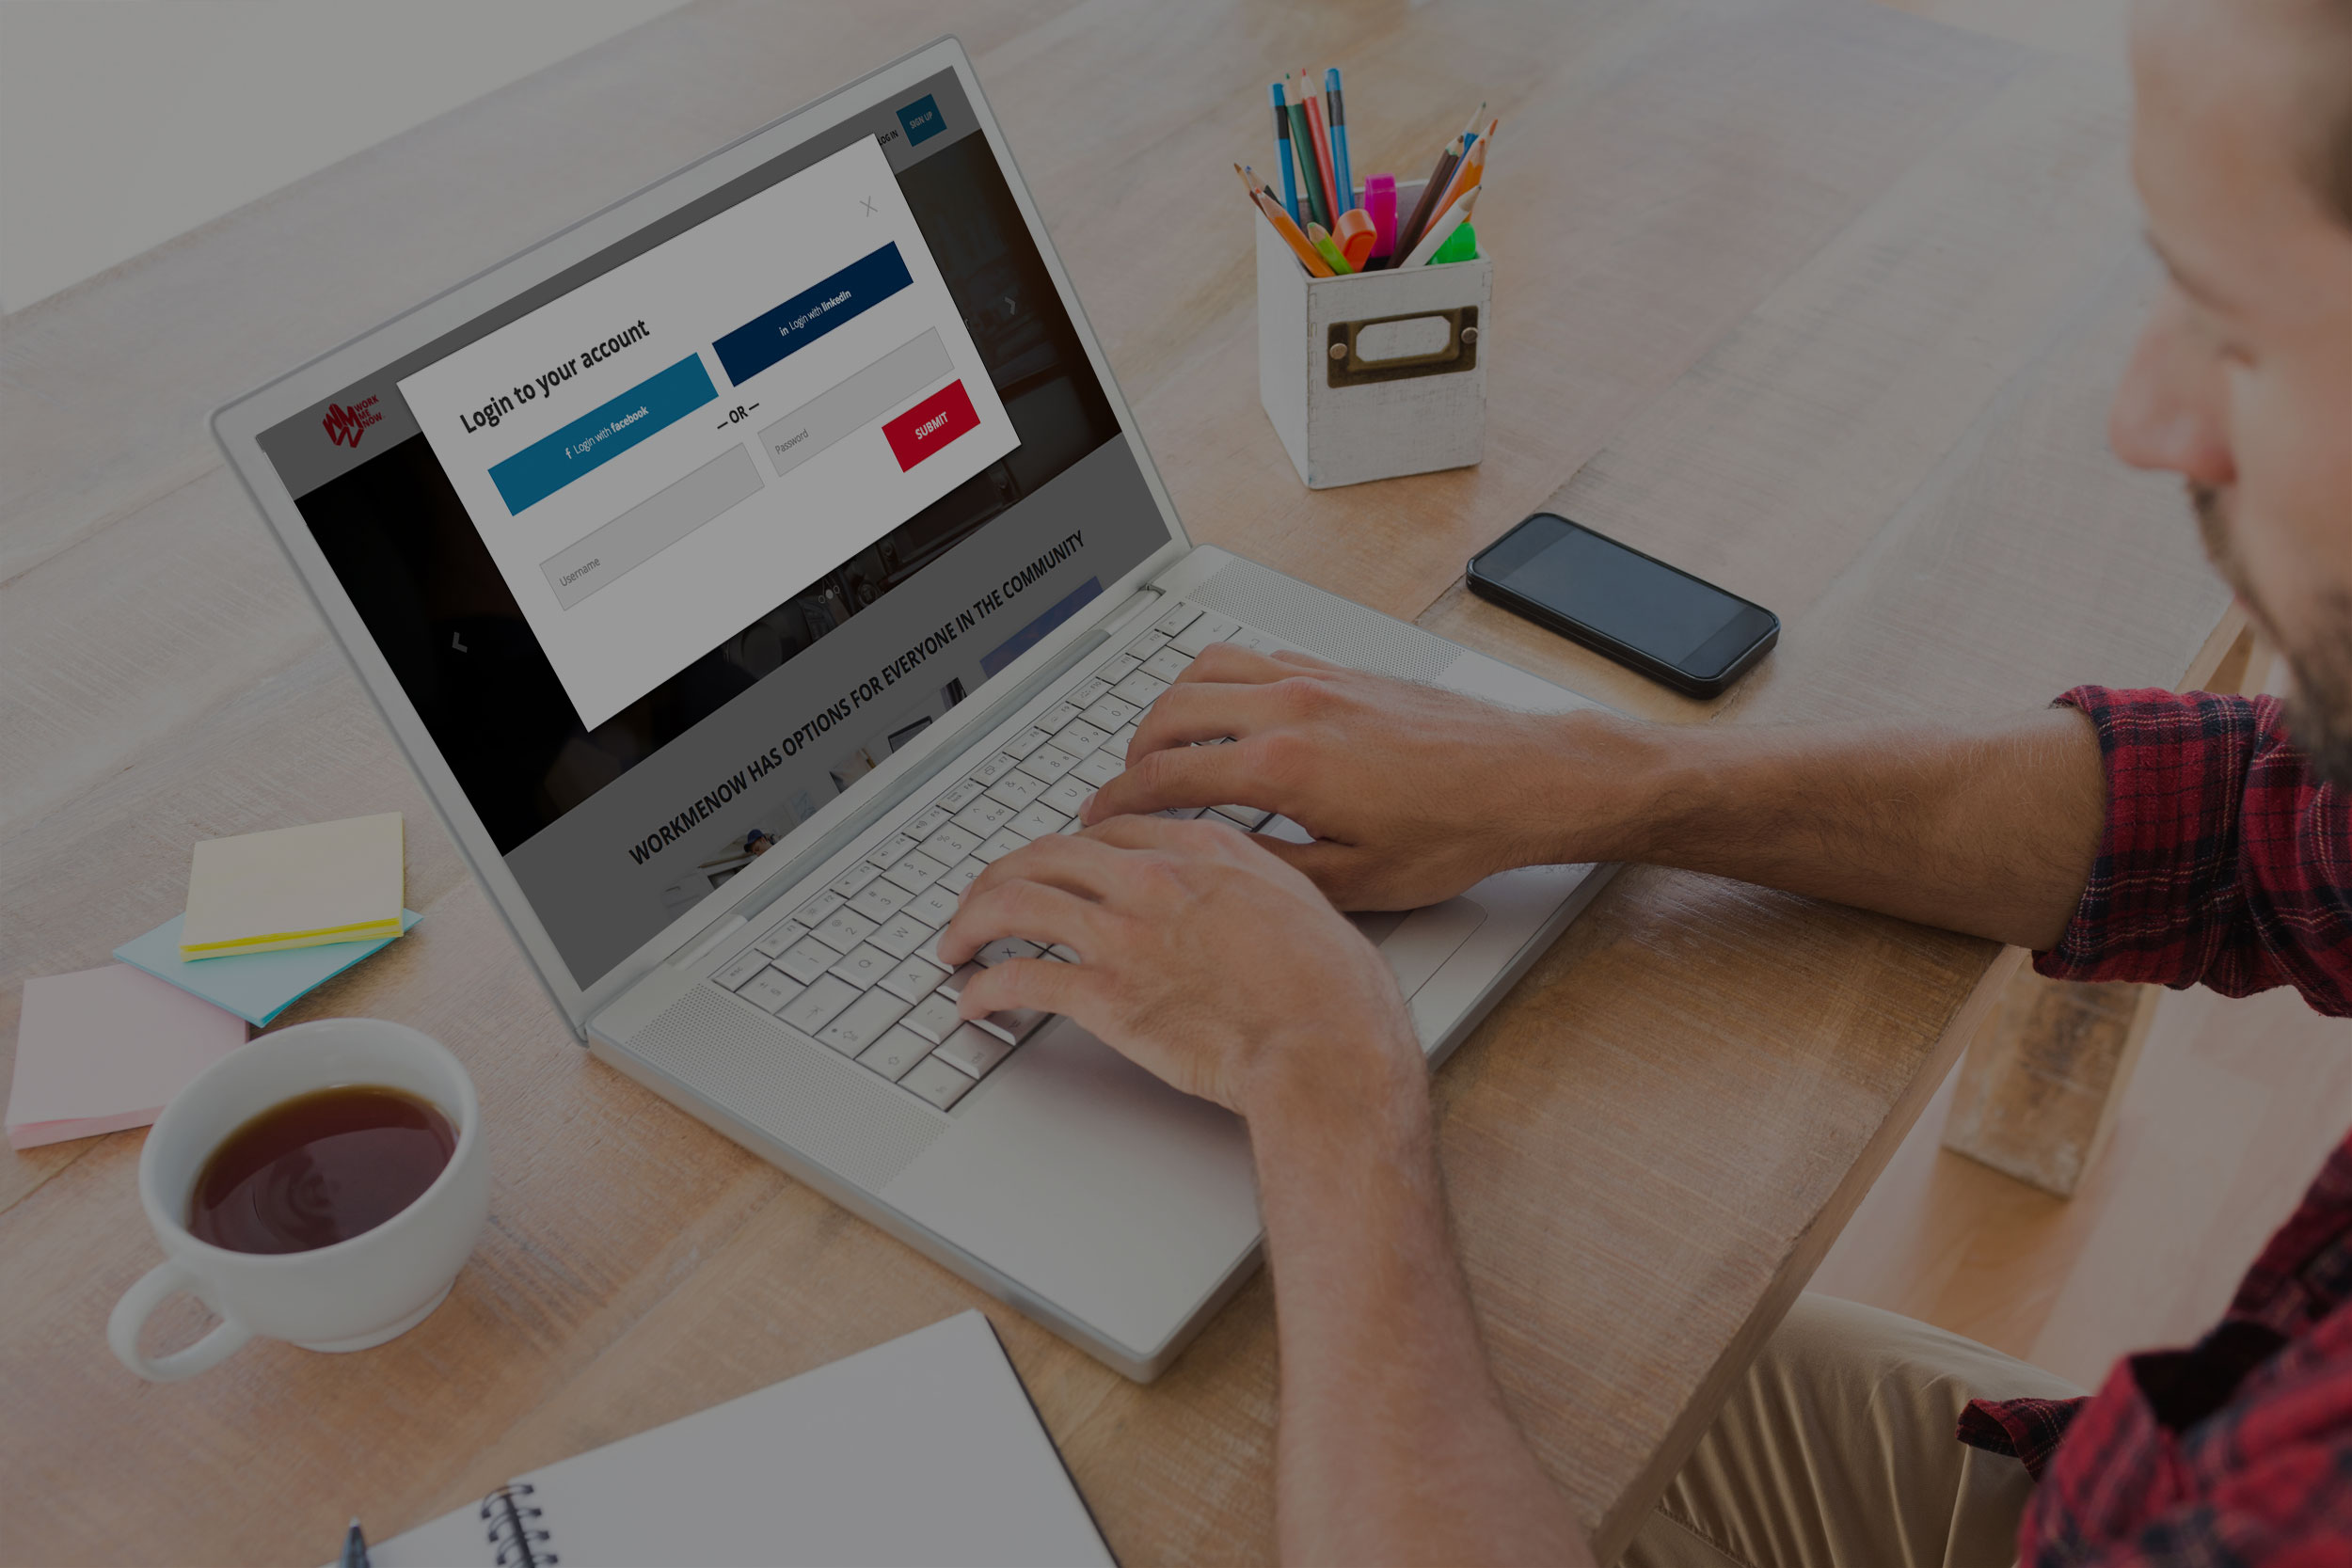 WORK
ME
NOW
LOG IN
SIGN UP
X
Login to your account
f Login with facebook
in Login with linkedin
— OR —
Username
Password
SUBMIT
WORKMENOW HAS OPTIONS FOR EVERYONE IN THE COMMUNITY